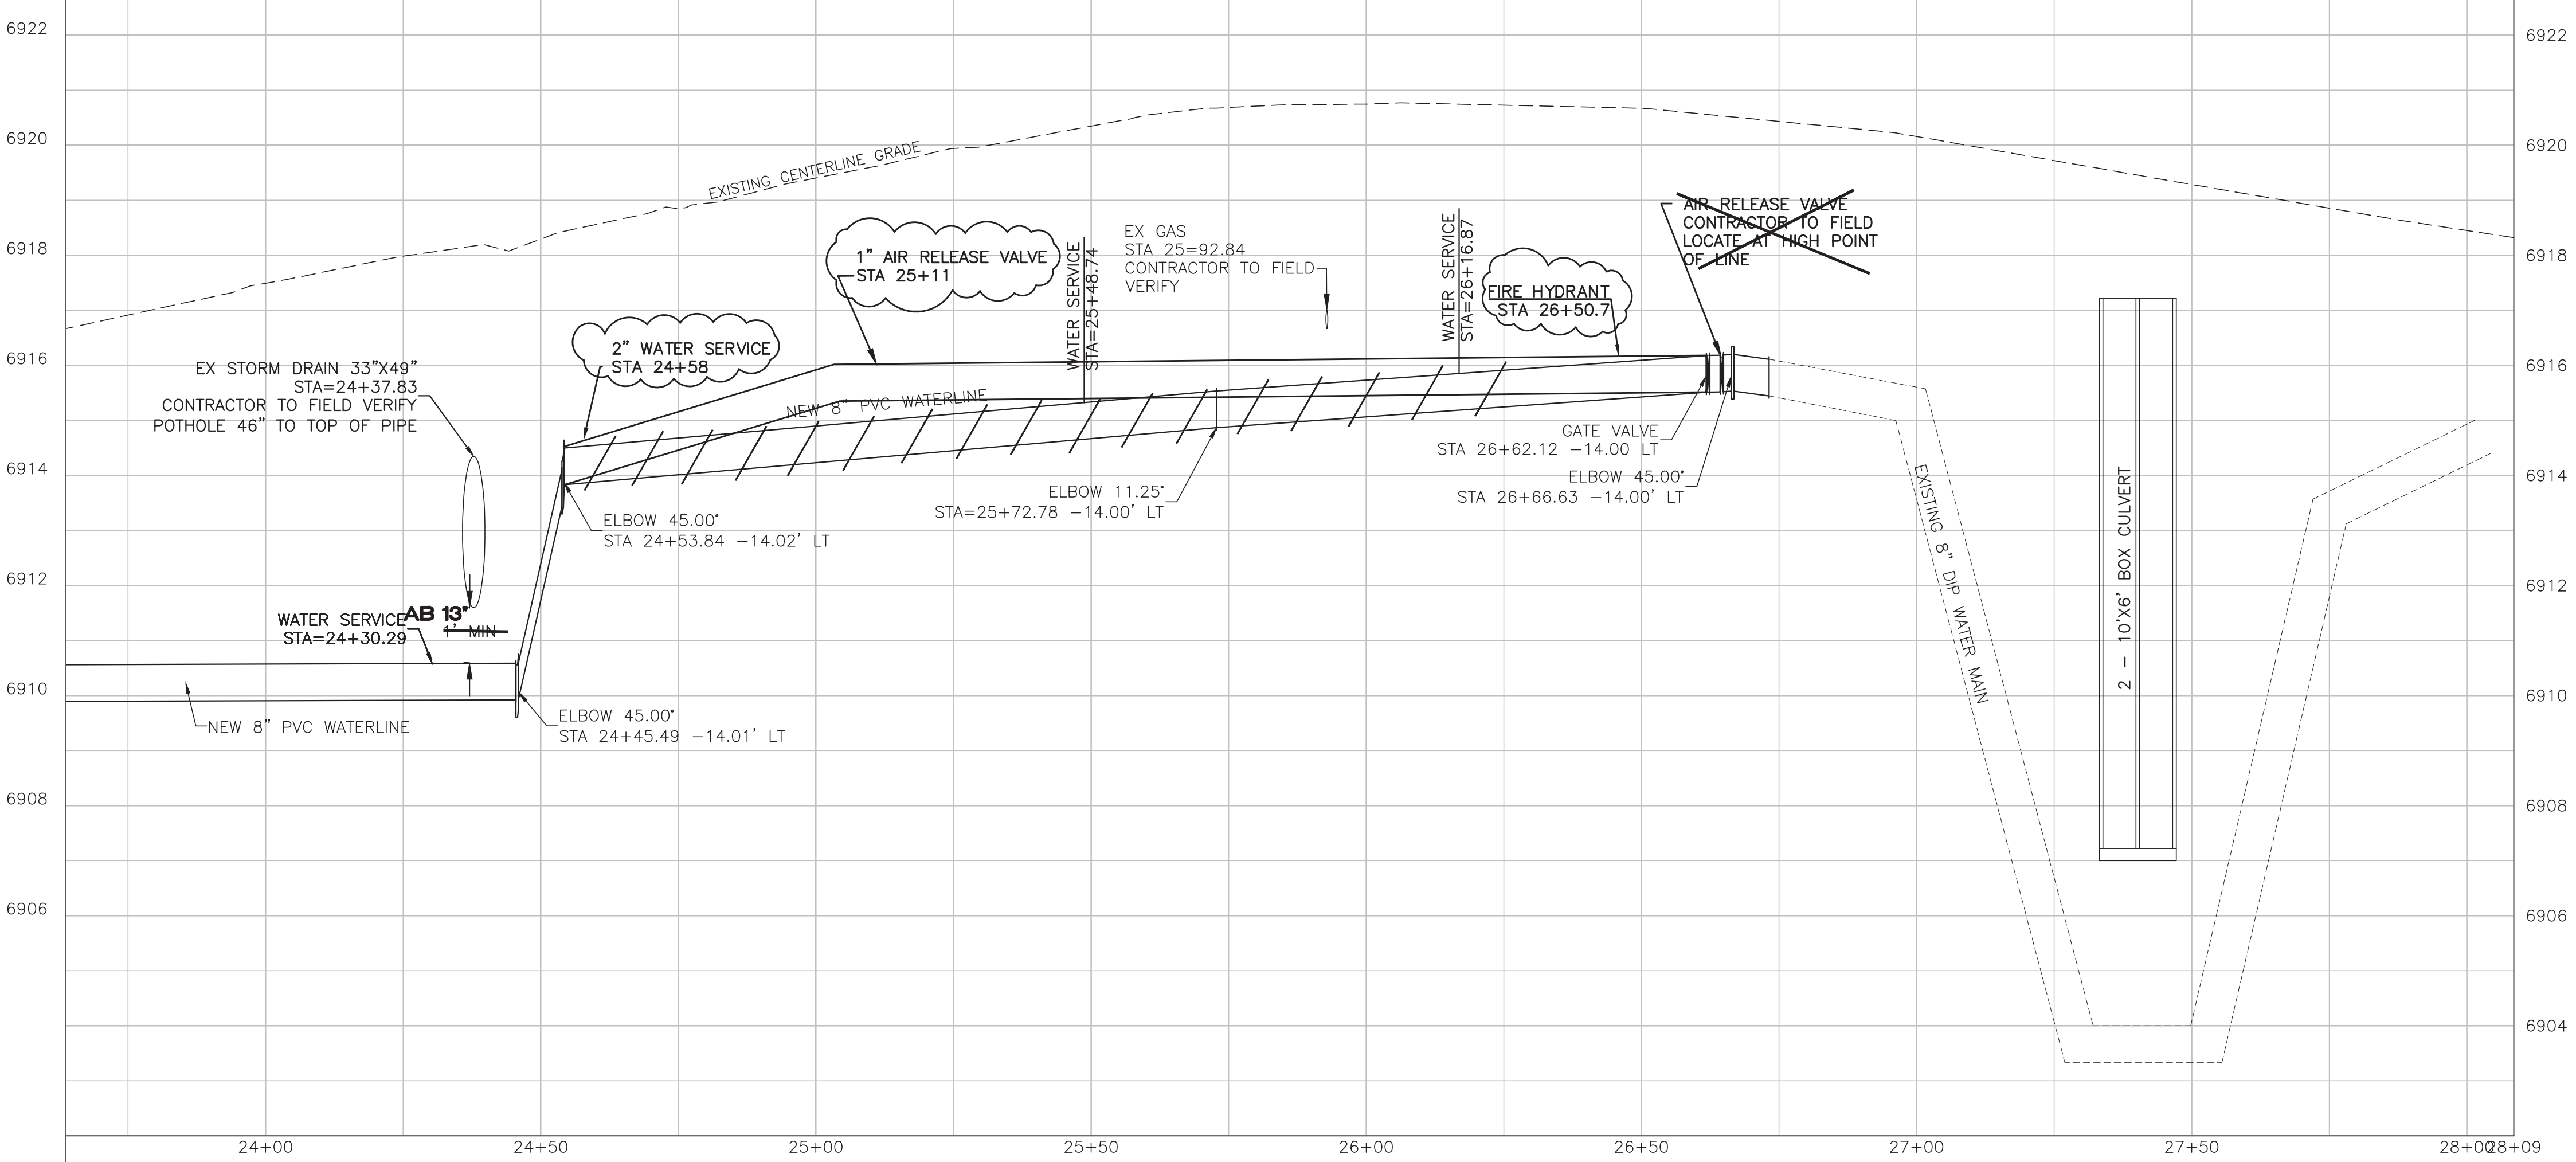 6922
6920
6918
6916
6914
6912
6910
6908
6906
EXISTING CENTERLINE GRADE
1" AIR RELEASE VALVE
STA 25+11
2" WATER SERVICE
STA 24+58
EX STORM DRAIN 33"X49"
STA=24+37.83
CONTRACTOR TO FIELD VERIFY
POTHOLE 46" TO TOP OF PIPE
WATER SERVICE
STA=25+48.74
EX GAS
STA 25=92.84
CONTRACTOR TO FIELD
VERIFY
WATER SERVICE
STA=26+16.87
FIRE HYDRANT
STA 26+50.7
AIR RELEASE VALVE
CONTRACTOR TO FIELD
LOCATE AT HIGH POINT
OF LINE
NEW 8" PVC WATERLINE
GATE VALVE
STA 26+62.12 -14.00 LT
ELBOW 45.00°
STA 26+66.63 -14.00' LT
ELBOW 11.25°
STA=25+72.78 -14.00' LT
ELBOW 45.00°
STA 24+53.84 -14.02' LT
AB 13"
1' MIN
WATER SERVICE
STA=24+30.29
NEW 8" PVC WATERLINE
ELBOW 45.00°
STA 24+45.49 -14.01' LT
EXISTING 8" DIP WATER MAIN
2 - 10'X6' BOX CULVERT
6922
6920
6918
6916
6914
6912
6910
6908
6906
6904
24+00
24+50
25+00
25+50
26+00
26+50
27+00
27+50
28+00
28+09